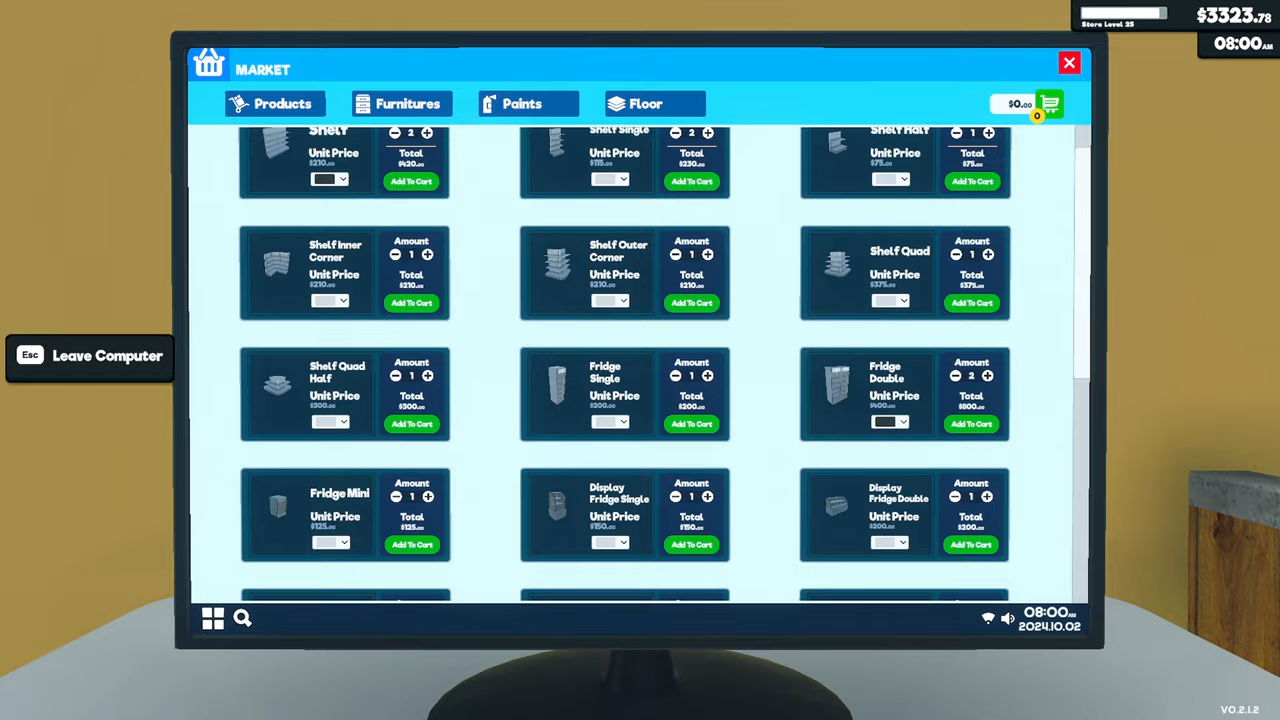 $3323.78
Store Level 25
08:00AM
MARKET
Products
Furnitures
Paints
Floor
$0.00
0
Shelf
Unit Price
$210.00
2
Total
$420.00
Add To Cart
Shelf Single
Unit Price
$115.00
2
Total
$230.00
Add To Cart
Shelf Half
Unit Price
$75.00
1
Total
$75.00
Add To Cart
Shelf Inner
Corner
Unit Price
$210.00
Amount
1
Total
$210.00
Add To Cart
Shelf Outer
Corner
Unit Price
$210.00
Amount
1
Total
$210.00
Add To Cart
Shelf Quad
Unit Price
$375.00
Amount
1
Total
$375.00
Add To Cart
Esc Leave Computer
Shelf Quad
Half
Unit Price
$300.00
Amount
1
Total
$300.00
Add To Cart
Fridge
Single
Unit Price
$200.00
Amount
1
Total
$200.00
Add To Cart
Fridge
Double
Unit Price
$400.00
Amount
2
Total
$800.00
Add To Cart
Fridge Mini
Unit Price
$125.00
Amount
1
Total
$125.00
Add To Cart
Display
Fridge Single
Unit Price
$150.00
Amount
1
Total
$150.00
Add To Cart
Display
Fridge Double
Unit Price
$200.00
Amount
1
Total
$200.00
Add To Cart
08:00AM
2024.10.02
V0.2.1.2